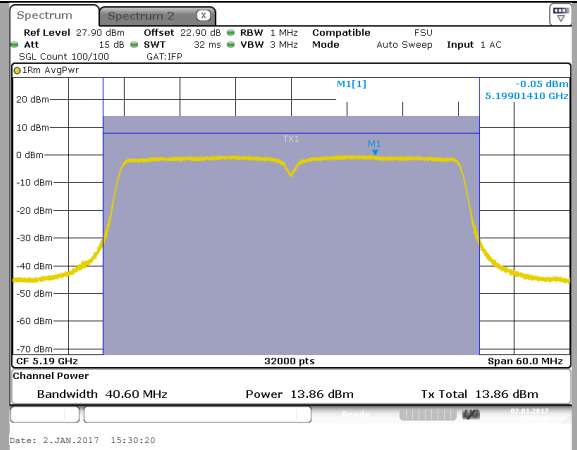 Spectrum Spectrum 2 X
Ref Level 27.90 dBm Offset 22.90 dB RBW 1 MHz Compatible FSU
Att 15 dB SWT 32 ms VBW 3 MHz Mode Auto Sweep Input 1 AC
SGL Count 100/100 GAT:IFP
1Rm AvgPwr
M1[1] -0.05 dBm
5.19901410 GHz
20 dBm
10 dBm
TX1
M1
0 dBm
-10 dBm
-20 dBm
-30 dBm
-40 dBm
-50 dBm
-60 dBm
-70 dBm
CF 5.19 GHz 32000 pts Span 60.0 MHz
Channel Power
Bandwidth 40.60 MHz Power 13.86 dBm Tx Total 13.86 dBm
Ready 02.01.2017
Date: 2.JAN.2017 15:30:20